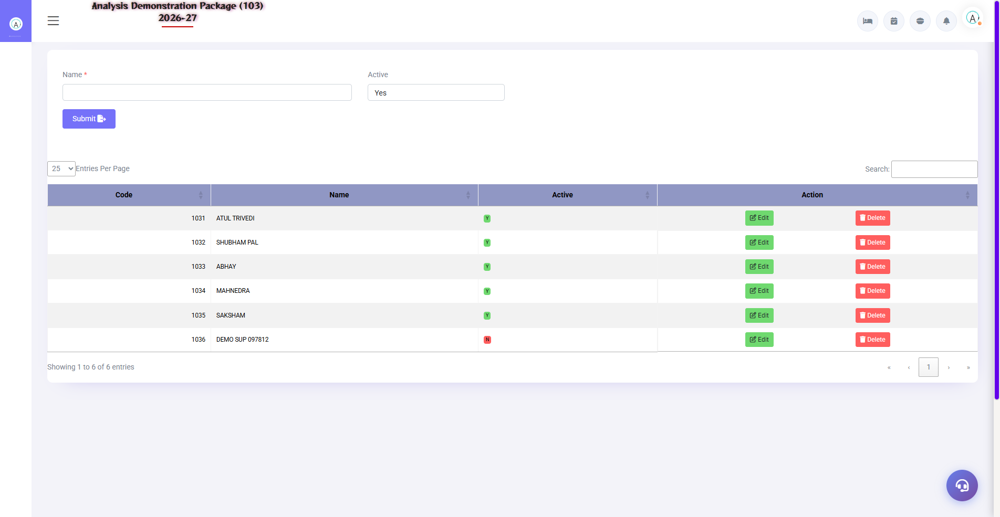 Analysis Demonstration Package (103)
2026-27
A
A
Name * Active
Yes
Submit
25 Entries Per Page Search:
Code Name Active Action
1031 ATUL TRIVEDI Y Edit Delete
1032 SHUBHAM PAL Y Edit Delete
1033 ABHAY Y Edit Delete
1034 MAHNEDRA Y Edit Delete
1035 SAKSHAM Y Edit Delete
1036 DEMO SUP 097812 N Edit Delete
Showing 1 to 6 of 6 entries « ‹ 1 › »